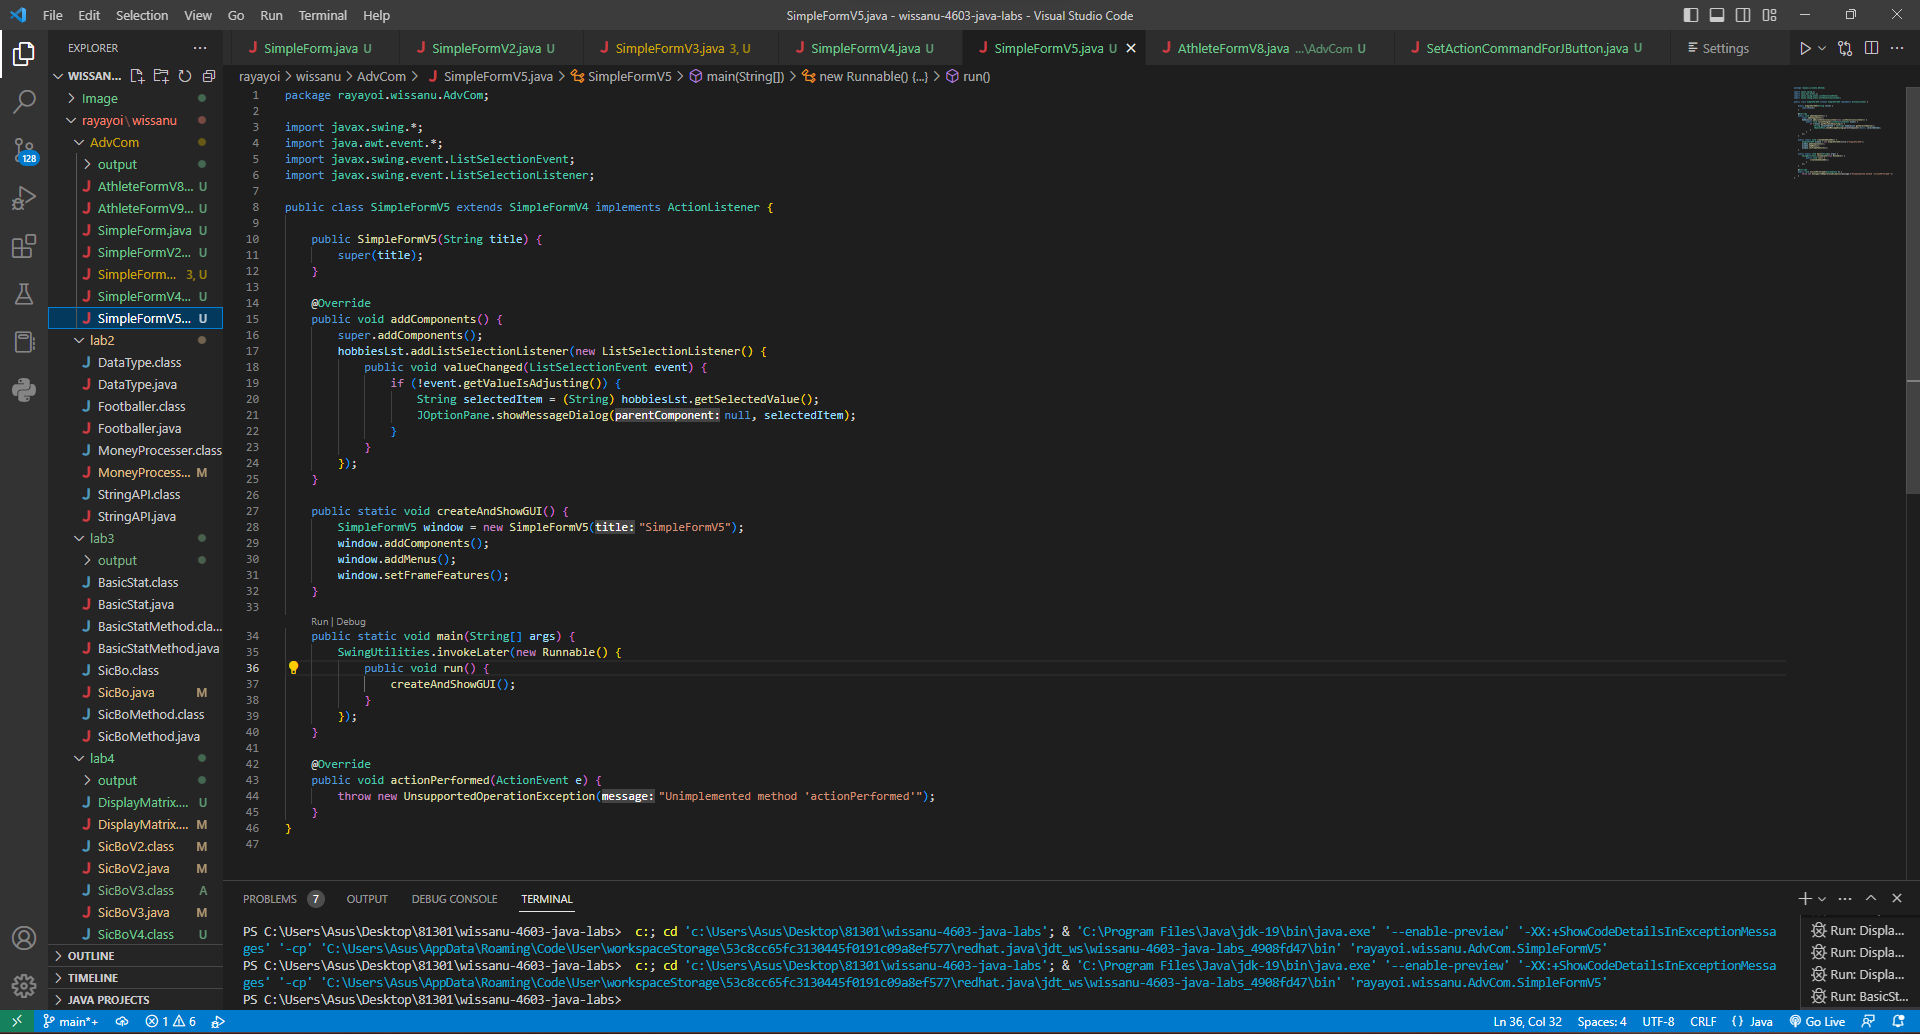 File Edit Selection View Go Run Terminal Help
SimpleFormV5.java - wissanu-4603-java-labs - Visual Studio Code
EXPLORER
SimpleForm.java U
SimpleFormV2.java U
SimpleFormV3.java 3, U
SimpleFormV4.java U
SimpleFormV5.java U
AthleteFormV8.java ...\AdvCom U
SetActionCommandForJButton.java U
Settings
WISSAN...
rayayoi > wissanu > AdvCom > SimpleFormV5.java > SimpleFormV5 > main(String[]) > new Runnable() {...} > run()
Image
rayayoi\wissanu
AdvCom
output
AthleteFormV8... U
AthleteFormV9... U
SimpleForm.java U
SimpleFormV2... U
SimpleForm... 3, U
SimpleFormV4... U
SimpleFormV5... U
lab2
DataType.class
DataType.java
Footballer.class
Footballer.java
MoneyProcesser.class
MoneyProcess... M
StringAPI.class
StringAPI.java
lab3
output
BasicStat.class
BasicStat.java
BasicStatMethod.cla...
BasicStatMethod.java
SicBo.class
SicBo.java M
SicBoMethod.class
SicBoMethod.java
lab4
output
DisplayMatrix.... U
DisplayMatrix.... M
SicBoV2.class M
SicBoV2.java M
SicBoV3.class A
SicBoV3.java M
SicBoV4.class U
OUTLINE
TIMELINE
JAVA PROJECTS
128
1 package rayayoi.wissanu.AdvCom;
2
3 import javax.swing.*;
4 import java.awt.event.*;
5 import javax.swing.event.ListSelectionEvent;
6 import javax.swing.event.ListSelectionListener;
7
8 public class SimpleFormV5 extends SimpleFormV4 implements ActionListener {
9
10 public SimpleFormV5(String title) {
11 super(title);
12 }
13
14 @Override
15 public void addComponents() {
16 super.addComponents();
17 hobbiesLst.addListSelectionListener(new ListSelectionListener() {
18 public void valueChanged(ListSelectionEvent event) {
19 if (!event.getValueIsAdjusting()) {
20 String selectedItem = (String) hobbiesLst.getSelectedValue();
21 JOptionPane.showMessageDialog(parentComponent: null, selectedItem);
22 }
23 }
24 });
25 }
26
27 public static void createAndShowGUI() {
28 SimpleFormV5 window = new SimpleFormV5(title: "SimpleFormV5");
29 window.addComponents();
30 window.addMenus();
31 window.setFrameFeatures();
32 }
33
Run | Debug
34 public static void main(String[] args) {
35 SwingUtilities.invokeLater(new Runnable() {
36 public void run() {
37 createAndShowGUI();
38 }
39 });
40 }
41
42 @Override
43 public void actionPerformed(ActionEvent e) {
44 throw new UnsupportedOperationException(message: "Unimplemented method 'actionPerformed'");
45 }
46 }
47
PROBLEMS 7 OUTPUT DEBUG CONSOLE TERMINAL
PS C:\Users\Asus\Desktop\81301\wissanu-4603-java-labs> c:; cd 'c:\Users\Asus\Desktop\81301\wissanu-4603-java-labs'; & 'C:\Program Files\Java\jdk-19\bin\java.exe' '--enable-preview' '-XX:+ShowCodeDetailsInExceptionMessa
ges' '-cp' 'C:\Users\Asus\AppData\Roaming\Code\User\workspaceStorage\53c8cc65fc3130445f0191c09a8ef577\redhat.java\jdt_ws\wissanu-4603-java-labs_4908fd47\bin' 'rayayoi.wissanu.AdvCom.SimpleFormV5'
PS C:\Users\Asus\Desktop\81301\wissanu-4603-java-labs> c:; cd 'c:\Users\Asus\Desktop\81301\wissanu-4603-java-labs'; & 'C:\Program Files\Java\jdk-19\bin\java.exe' '--enable-preview' '-XX:+ShowCodeDetailsInExceptionMessa
ges' '-cp' 'C:\Users\Asus\AppData\Roaming\Code\User\workspaceStorage\53c8cc65fc3130445f0191c09a8ef577\redhat.java\jdt_ws\wissanu-4603-java-labs_4908fd47\bin' 'rayayoi.wissanu.AdvCom.SimpleFormV5'
PS C:\Users\Asus\Desktop\81301\wissanu-4603-java-labs>
Run: Displa...
Run: Displa...
Run: Displa...
Run: BasicSt...
main*+ 1 6
Ln 36, Col 32 Spaces: 4 UTF-8 CRLF {} Java Go Live